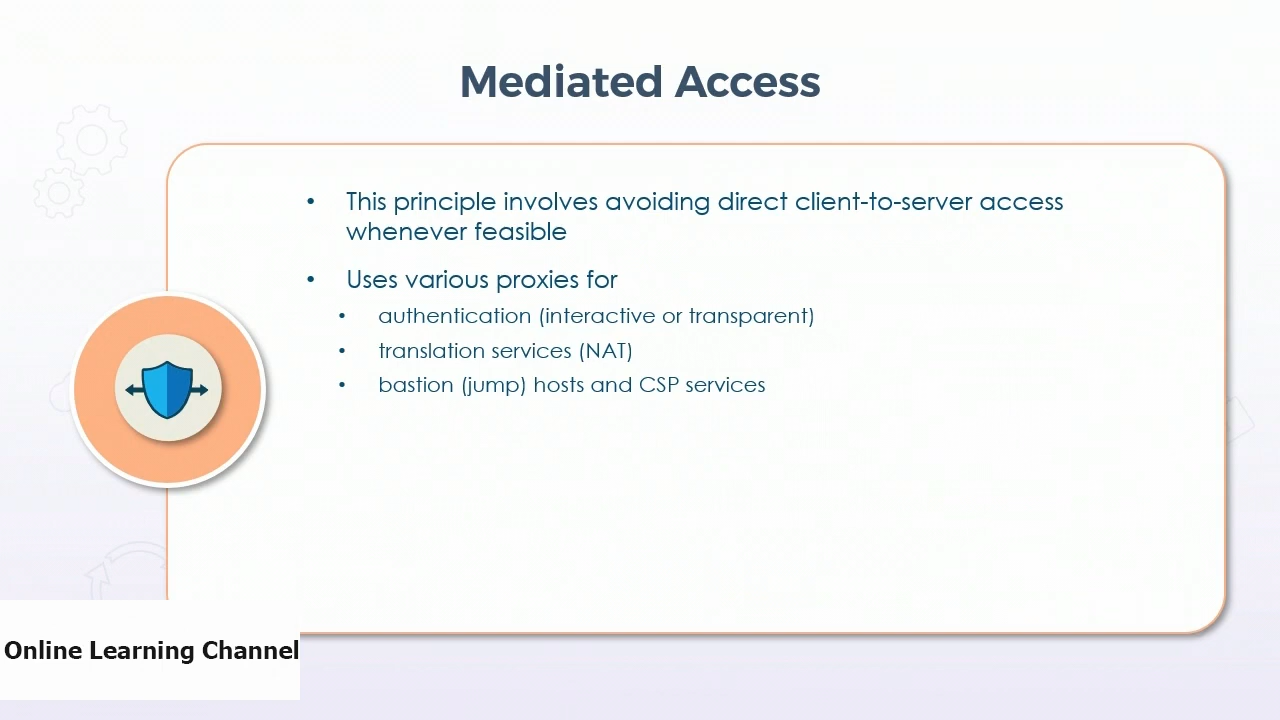 Mediated Access
• This principle involves avoiding direct client-to-server access
whenever feasible
• Uses various proxies for
• authentication (interactive or transparent)
• translation services (NAT)
• bastion (jump) hosts and CSP services
Online Learning Channel